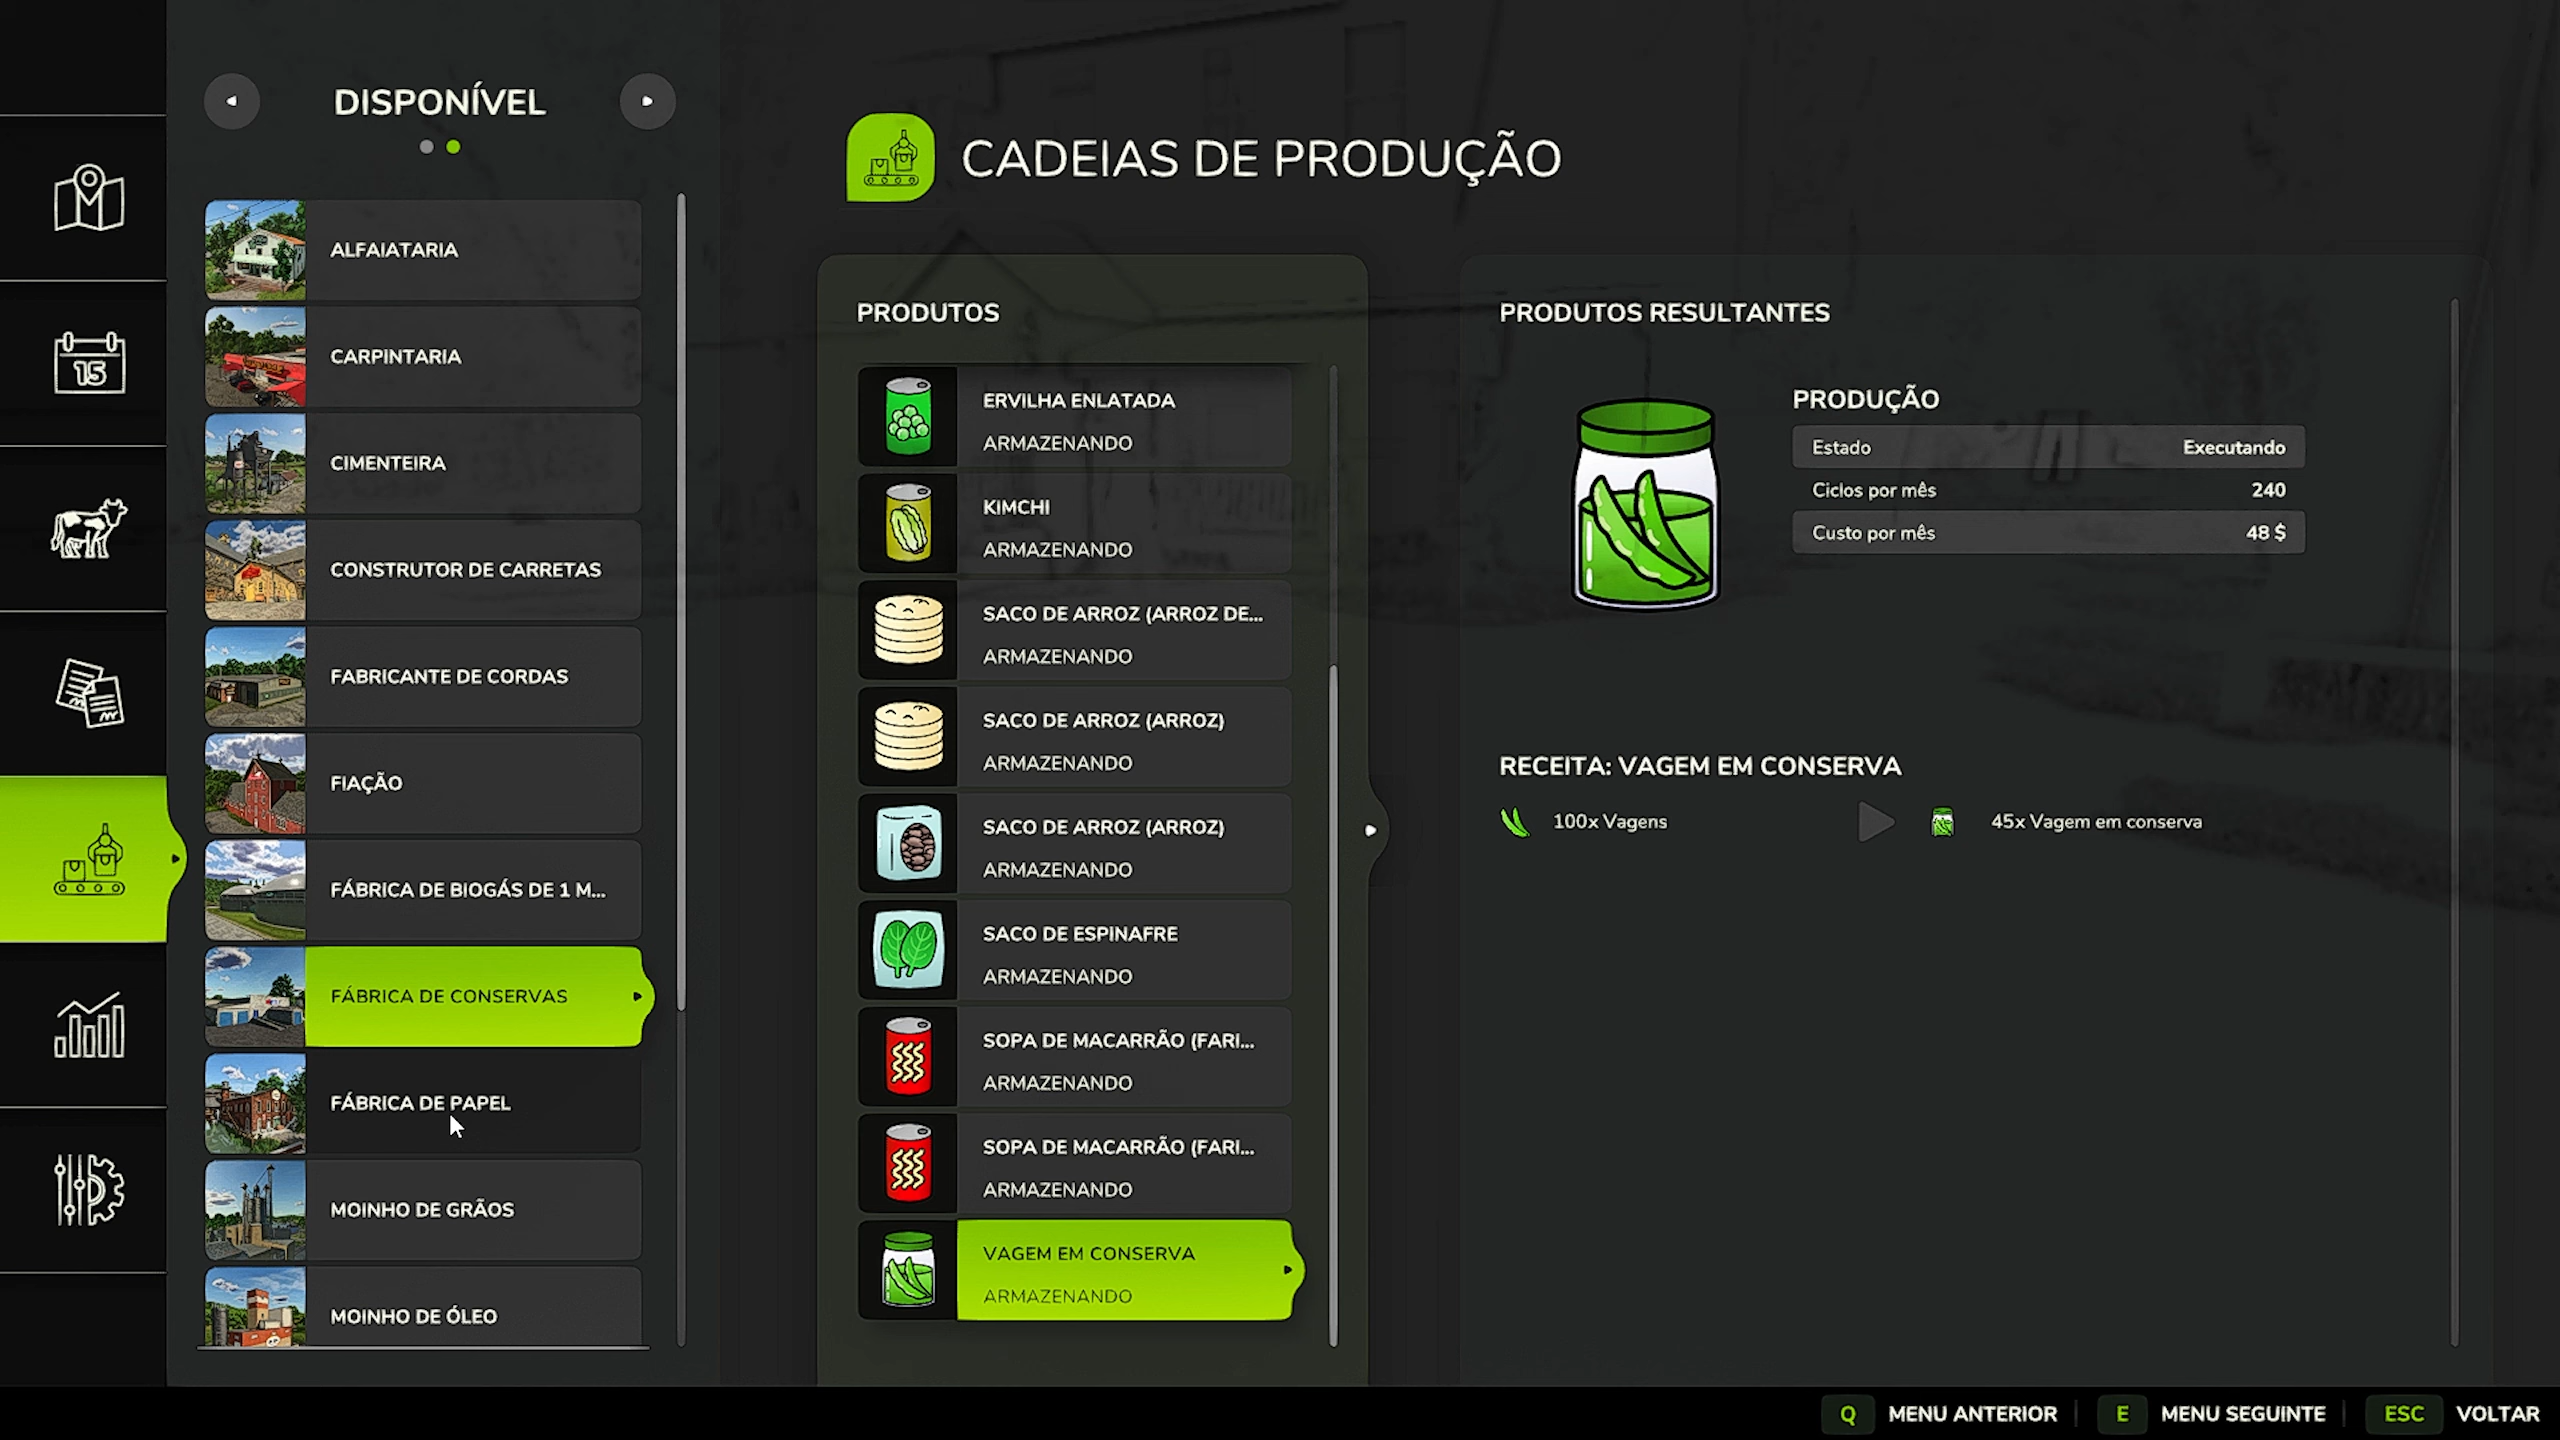 DISPONÍVEL
15
ALFAIATARIA
CARPINTARIA
CIMENTEIRA
CONSTRUTOR DE CARRETAS
FABRICANTE DE CORDAS
FIAÇÃO
FÁBRICA DE BIOGÁS DE 1 M...
FÁBRICA DE CONSERVAS
FÁBRICA DE PAPEL
MOINHO DE GRÃOS
MOINHO DE ÓLEO
CADEIAS DE PRODUÇÃO
PRODUTOS
ERVILHA ENLATADA
ARMAZENANDO
KIMCHI
ARMAZENANDO
SACO DE ARROZ (ARROZ DE...
ARMAZENANDO
SACO DE ARROZ (ARROZ)
ARMAZENANDO
SACO DE ARROZ (ARROZ)
ARMAZENANDO
SACO DE ESPINAFRE
ARMAZENANDO
SOPA DE MACARRÃO (FARI...
ARMAZENANDO
SOPA DE MACARRÃO (FARI...
ARMAZENANDO
VAGEM EM CONSERVA
ARMAZENANDO
PRODUTOS RESULTANTES
PRODUÇÃO
Estado Executando
Ciclos por mês 240
Custo por mês 48 $
RECEITA: VAGEM EM CONSERVA
100x Vagens 45x Vagem em conserva
Q MENU ANTERIOR E MENU SEGUINTE ESC VOLTAR